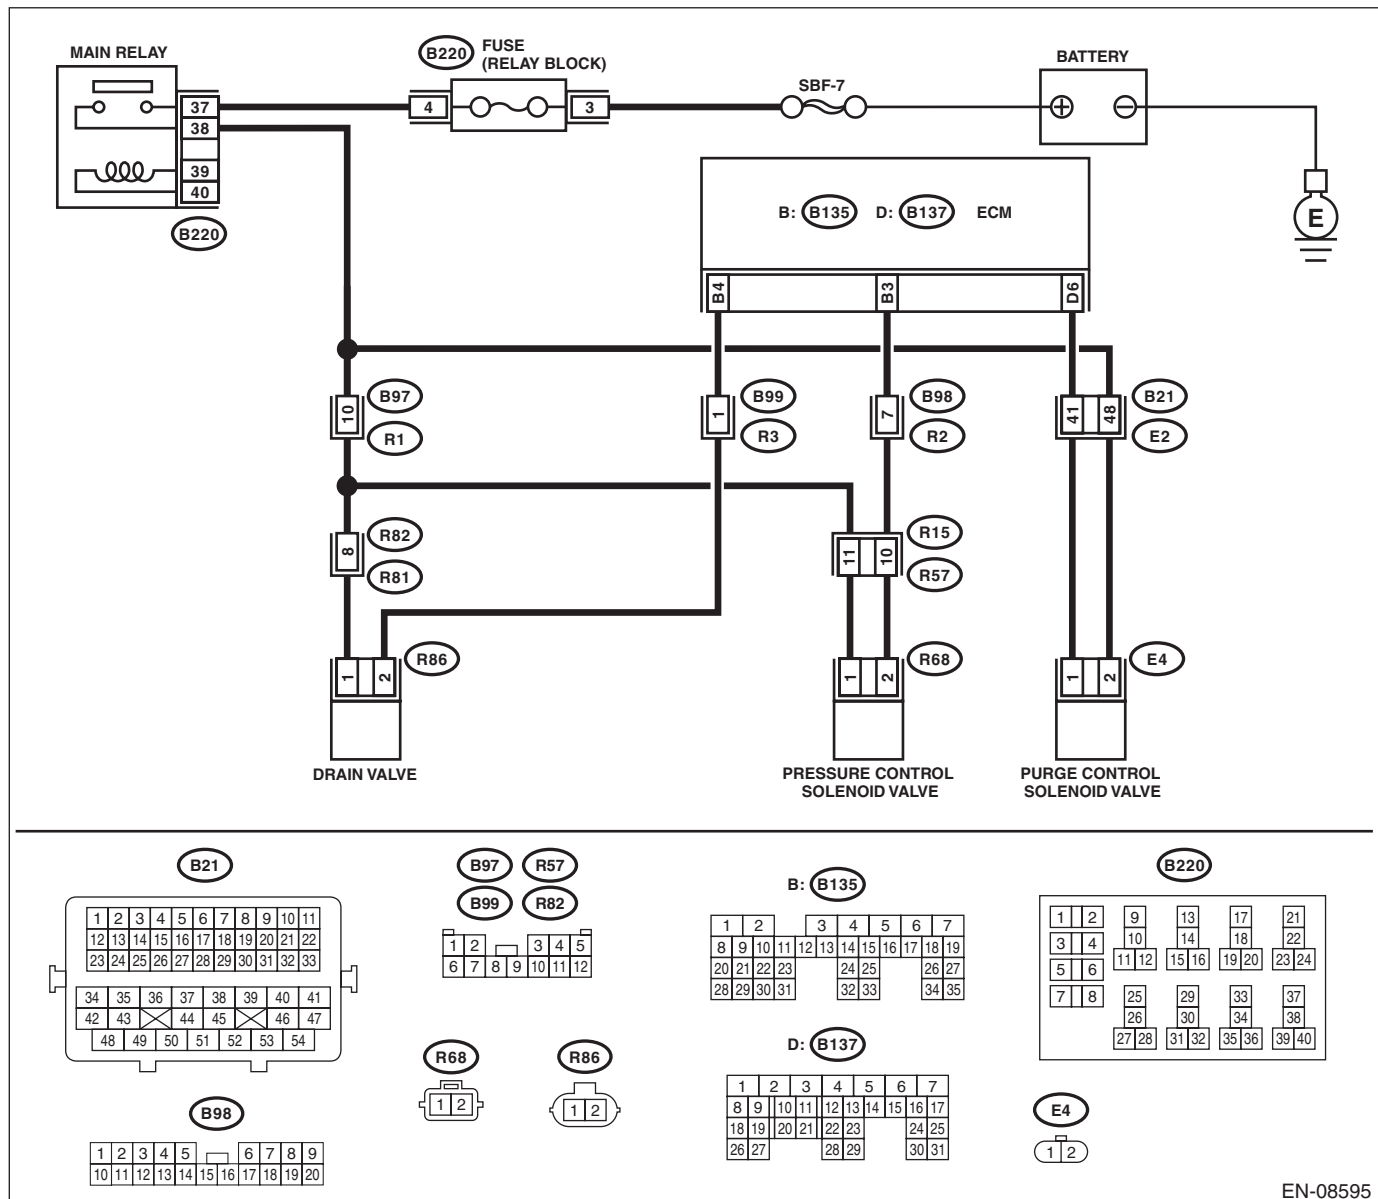 MAIN RELAY
B220
FUSE
(RELAY BLOCK)
SBF-7
BATTERY
37
38
39
40
4
3
B220
E
B: B135 D: B137 ECM
B4
B3
D6
10
B97
R1
1
B99
R3
7
B98
R2
41
48
B21
E2
8
R82
R81
11
10
R15
R57
1
2
R86
1
2
R68
1
2
E4
DRAIN VALVE
PRESSURE CONTROL
SOLENOID VALVE
PURGE CONTROL
SOLENOID VALVE
B21
1 2 3 4 5 6 7 8 9 10 11
12 13 14 15 16 17 18 19 20 21 22
23 24 25 26 27 28 29 30 31 32 33
34 35 36 37 38 39 40 41
42 43 44 45 46 47
48 49 50 51 52 53 54
B98
1 2 3 4 5 6 7 8 9
10 11 12 13 14 15 16 17 18 19 20
B97 R57
B99 R82
1 2 3 4 5
6 7 8 9 10 11 12
R68
1 2
R86
1 2
B: B135
1 2 3 4 5 6 7
8 9 10 11 12 13 14 15 16 17 18 19
20 21 22 23 24 25 26 27
28 29 30 31 32 33 34 35
D: B137
1 2 3 4 5 6 7
8 9 10 11 12 13 14 15 16 17
18 19 20 21 22 23 24 25
26 27 28 29 30 31
B220
1 2 9 13 17 21
3 4 10 14 18 22
5 6 11 12 15 16 19 20 23 24
7 8 25 29 33 37
26 30 34 38
27 28 31 32 35 36 39 40
E4
1 2
EN-08595